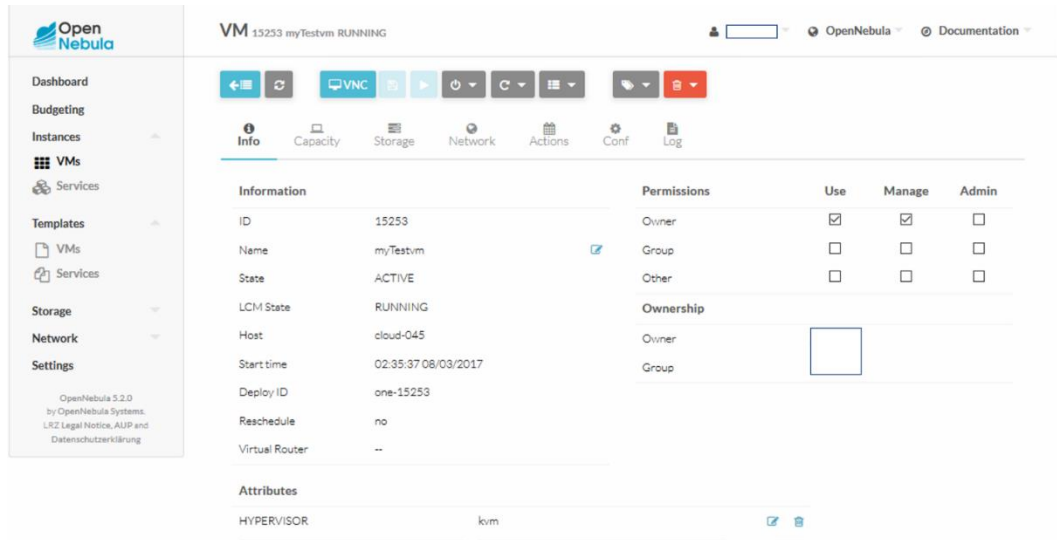 Open
Nebula
VM 15253 myTestvm RUNNING
OpenNebula
Documentation
Dashboard
Budgeting
Instances
VMs
Services
Templates
VMs
Services
Storage
Network
Settings
OpenNebula 5.2.0
by OpenNebula Systems.
LRZ Legal Notice, AUP and
Datenschutzerklärung
VNC
Info Capacity Storage Network Actions Conf Log
Information
ID 15253
Name myTestvm
State ACTIVE
LCM State RUNNING
Host cloud-045
Start time 02:35:37 08/03/2017
Deploy ID one-15253
Reschedule no
Virtual Router --
Permissions Use Manage Admin
Owner
Group
Other
Ownership
Owner
Group
Attributes
HYPERVISOR kvm